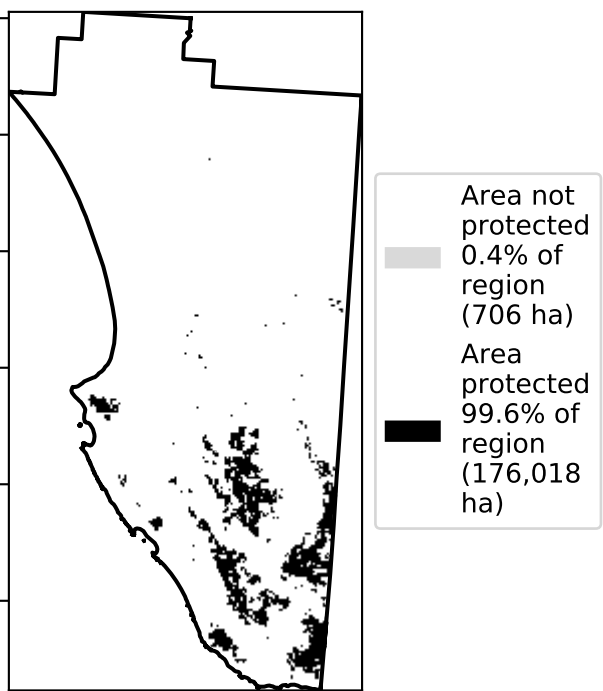 Area not
protected
0.4% of
region
(706 ha)
Area
protected
99.6% of
region
(176,018
ha)